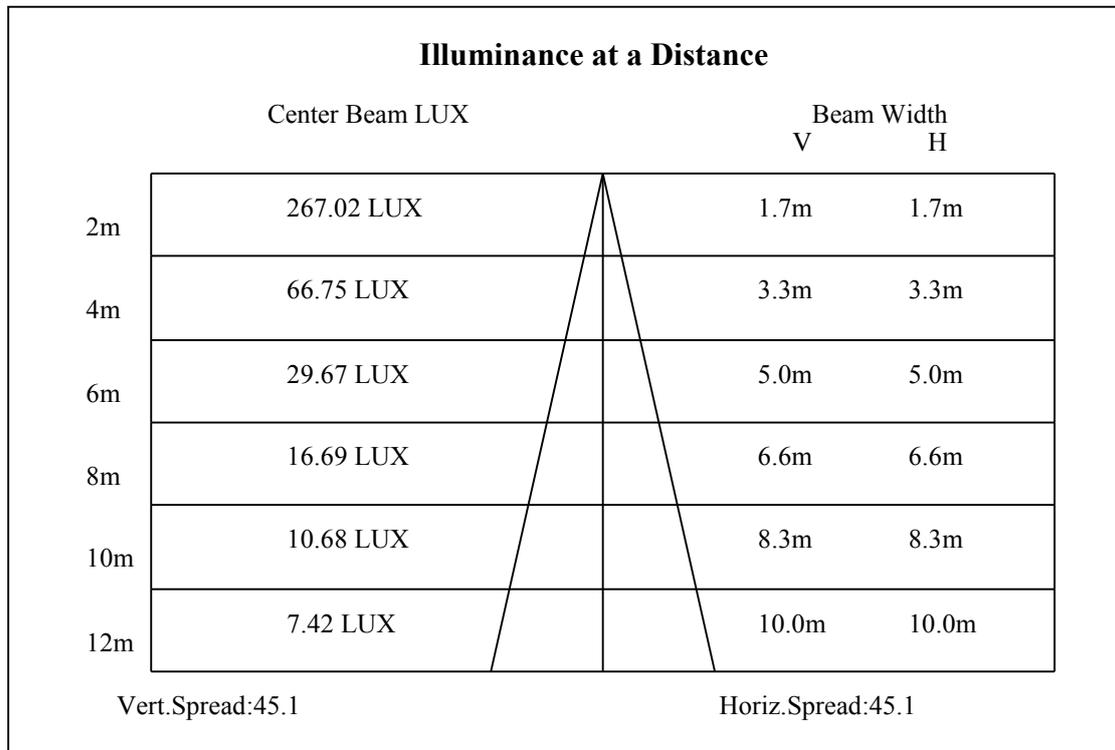 Illuminance at a Distance
Center Beam LUX Beam Width
V H
2m 267.02 LUX 1.7m 1.7m
4m 66.75 LUX 3.3m 3.3m
6m 29.67 LUX 5.0m 5.0m
8m 16.69 LUX 6.6m 6.6m
10m 10.68 LUX 8.3m 8.3m
12m 7.42 LUX 10.0m 10.0m
Vert.Spread:45.1 Horiz.Spread:45.1